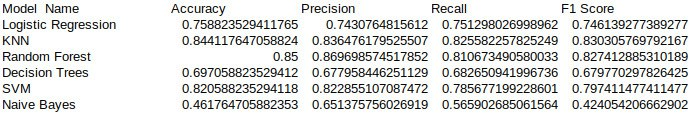 Model Name Accuracy Precision Recall F1 Score
Logistic Regression 0.758823529411765 0.7430764815612 0.751298026998962 0.746139277389277
KNN 0.844117647058824 0.836476179525507 0.825582257825249 0.830305769792167
Random Forest 0.85 0.869698574517852 0.810673490580033 0.827412885310189
Decision Trees 0.697058823529412 0.677958446251129 0.682650941996736 0.679770297826425
SVM 0.820588235294118 0.822855107087472 0.785677199228601 0.797411477411477
Naive Bayes 0.461764705882353 0.651375756026919 0.565902685061564 0.424054206662902